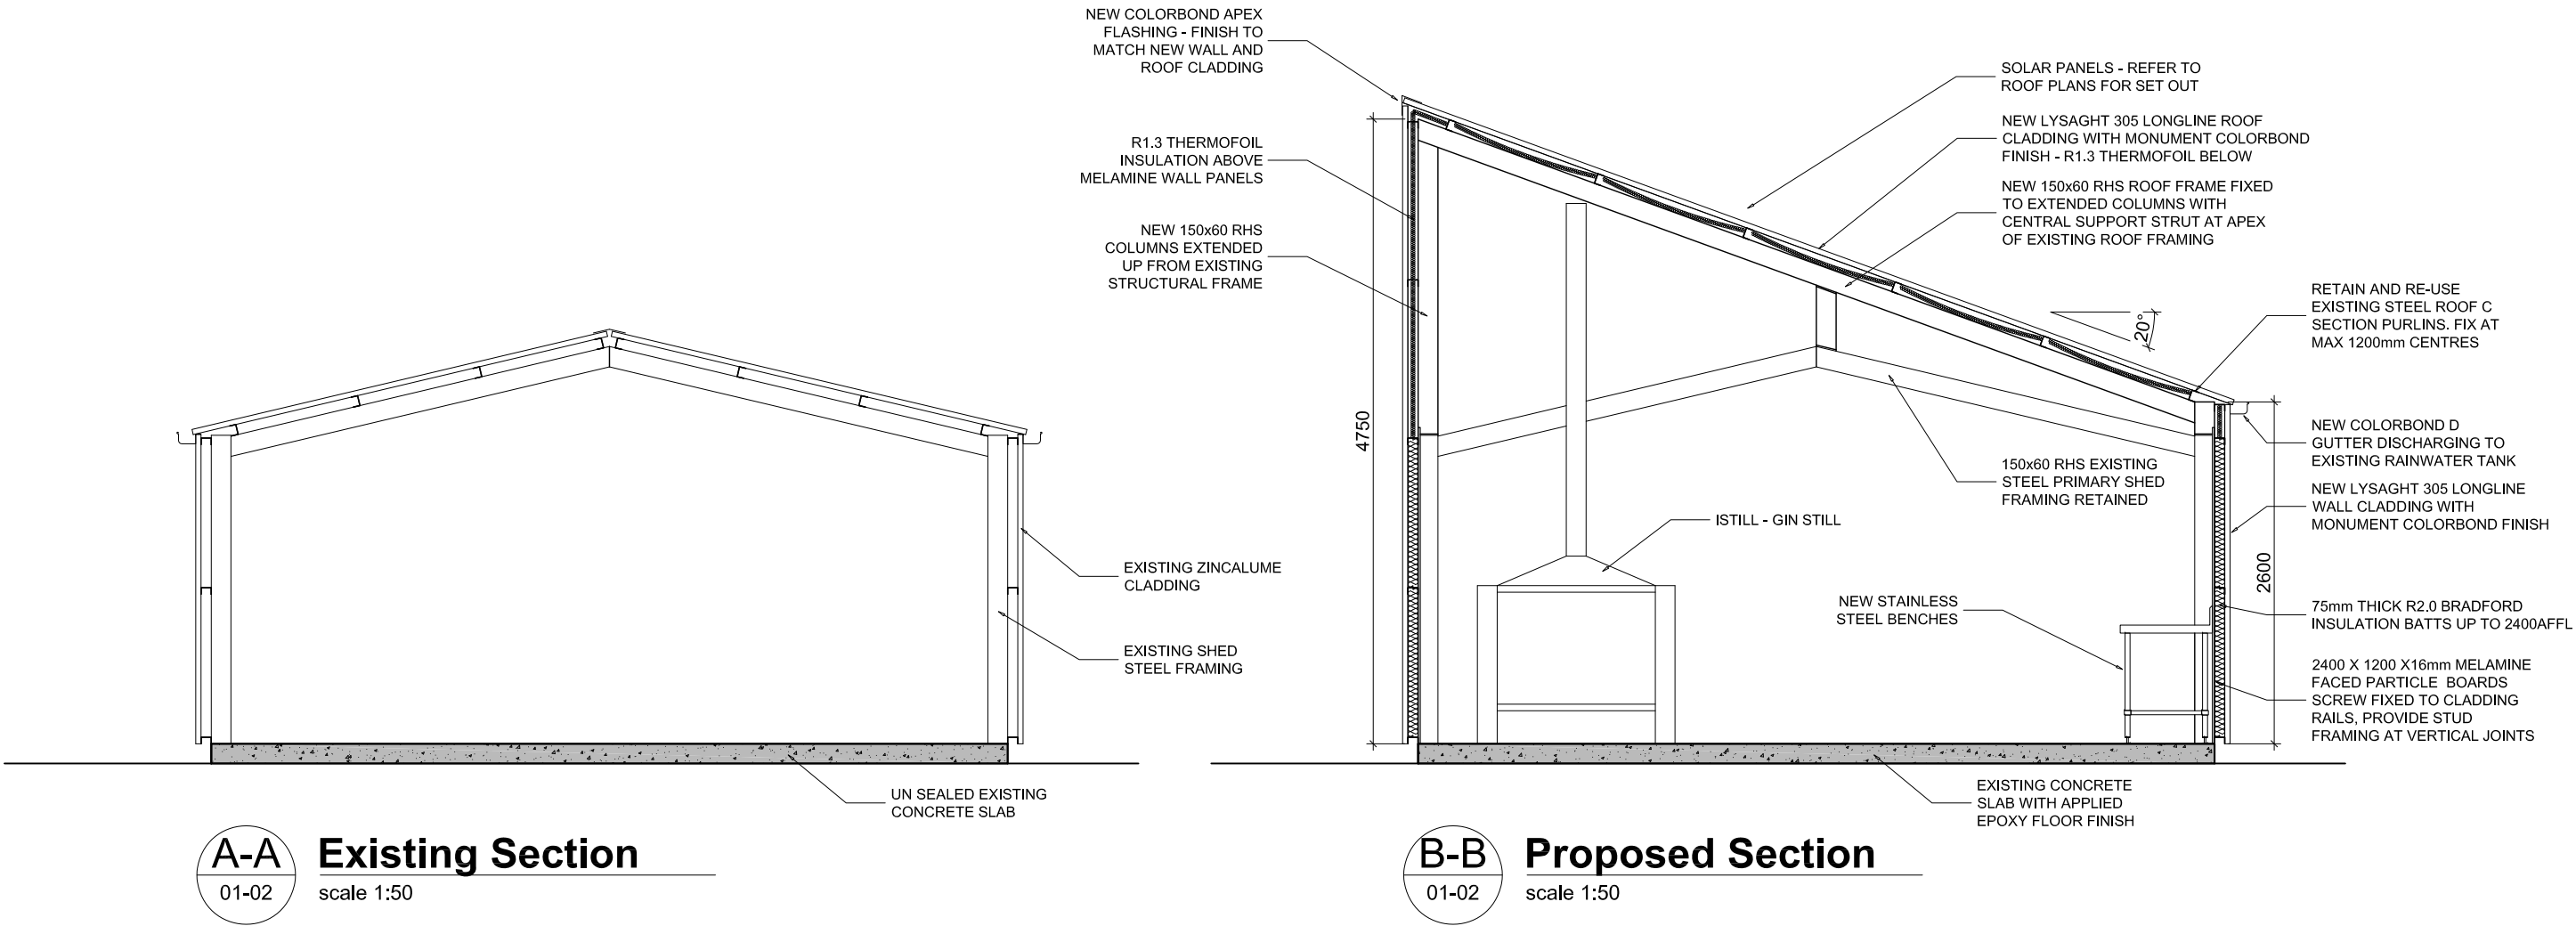 NEW COLORBOND APEX
FLASHING - FINISH TO
MATCH NEW WALL AND
ROOF CLADDING
R1.3 THERMOFOIL
INSULATION ABOVE
MELAMINE WALL PANELS
NEW 150x60 RHS
COLUMNS EXTENDED
UP FROM EXISTING
STRUCTURAL FRAME
EXISTING ZINCALUME
CLADDING
EXISTING SHED
STEEL FRAMING
UN SEALED EXISTING
CONCRETE SLAB
A-A
01-02
Existing Section
scale 1:50
SOLAR PANELS - REFER TO
ROOF PLANS FOR SET OUT
NEW LYSAGHT 305 LONGLINE ROOF
CLADDING WITH MONUMENT COLORBOND
FINISH - R1.3 THERMOFOIL BELOW
NEW 150x60 RHS ROOF FRAME FIXED
TO EXTENDED COLUMNS WITH
CENTRAL SUPPORT STRUT AT APEX
OF EXISTING ROOF FRAMING
20°
RETAIN AND RE-USE
EXISTING STEEL ROOF C
SECTION PURLINS. FIX AT
MAX 1200mm CENTRES
4750
NEW COLORBOND D
GUTTER DISCHARGING TO
EXISTING RAINWATER TANK
150x60 RHS EXISTING
STEEL PRIMARY SHED
FRAMING RETAINED
NEW LYSAGHT 305 LONGLINE
WALL CLADDING WITH
MONUMENT COLORBOND FINISH
ISTILL - GIN STILL
2600
NEW STAINLESS
STEEL BENCHES
75mm THICK R2.0 BRADFORD
INSULATION BATTS UP TO 2400AFFL
2400 X 1200 X16mm MELAMINE
FACED PARTICLE BOARDS
SCREW FIXED TO CLADDING
RAILS, PROVIDE STUD
FRAMING AT VERTICAL JOINTS
EXISTING CONCRETE
SLAB WITH APPLIED
EPOXY FLOOR FINISH
B-B
01-02
Proposed Section
scale 1:50